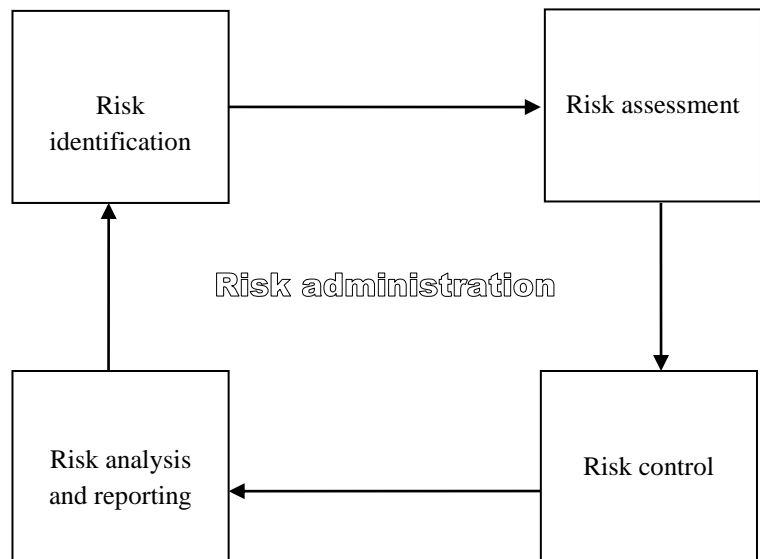 Risk
identification
Risk assessment
Risk administration
Risk analysis
and reporting
Risk control